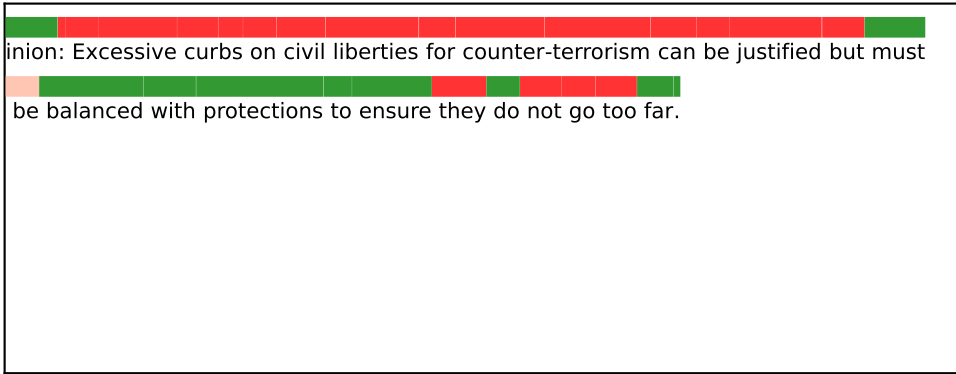 inion: Excessive curbs on civil liberties for counter-terrorism can be justified but must
be balanced with protections to ensure they do not go too far.